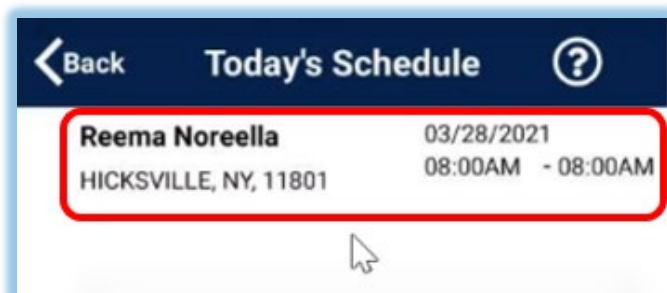 Back Today's Schedule ?
Reema Noreella 03/28/2021
HICKSVILLE, NY, 11801 08:00AM - 08:00AM